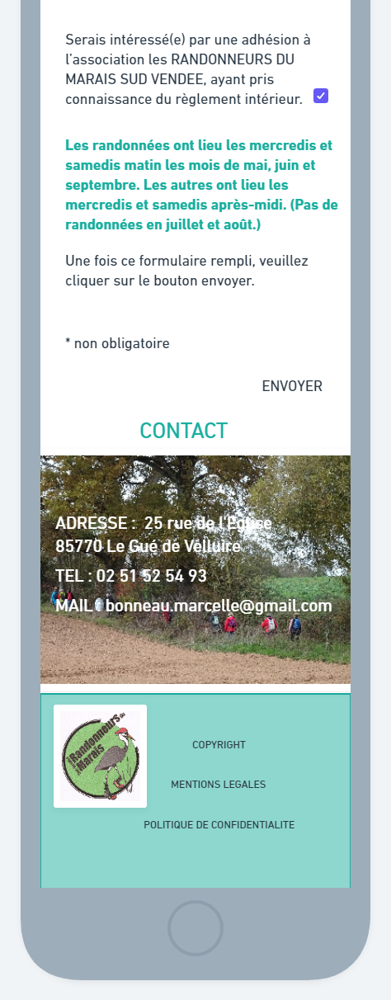 Serais intéressé(e) par une adhésion à
l'association les RANDONNEURS DU
MARAIS SUD VENDEE, ayant pris
connaissance du règlement intérieur.
Les randonnées ont lieu les mercredis et
samedis matin les mois de mai, juin et
septembre. Les autres ont lieu les
mercredis et samedis après-midi. (Pas de
randonnées en juillet et août.)
Une fois ce formulaire rempli, veuillez
cliquer sur le bouton envoyer.
* non obligatoire
ENVOYER
CONTACT
ADRESSE : 25 rue de l'Eglise
85770 Le Gué de Velluire
TEL : 02 51 52 54 93
MAIL : bonneau.marcelle@gmail.com
Randonneurs du
Marais
COPYRIGHT
MENTIONS LEGALES
POLITIQUE DE CONFIDENTIALITE